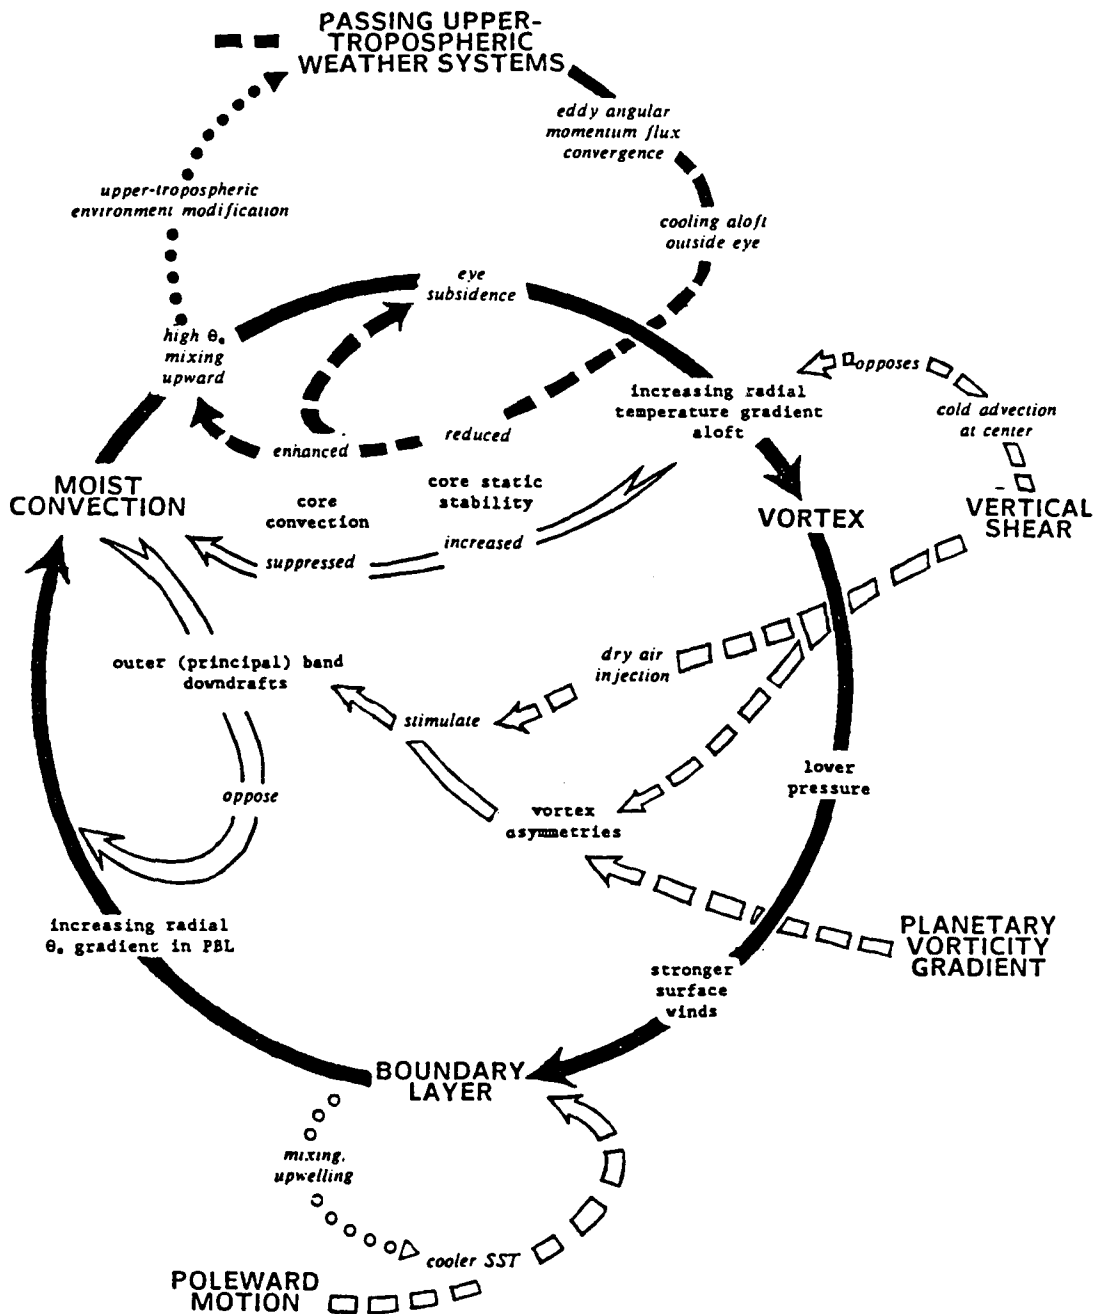 PASSING UPPER-
TROPOSPHERIC
WEATHER SYSTEMS
eddy angular
momentum flux
convergence
upper-tropospheric
environment modification
cooling aloft
outside eye
eye
subsidence
high θₑ
mixing
upward
opposes
increasing radial
temperature gradient
aloft
cold advection
at center
reduced
enhanced
MOIST
CONVECTION
core static
stability
core
convection
VORTEX
VERTICAL
SHEAR
increased
suppressed
outer (principal) band
downdrafts
dry air
injection
stimulate
lower
pressure
oppose
vortex
asymmetries
increasing radial
θₑ gradient in PBL
PLANETARY
VORTICITY
GRADIENT
stronger
surface
winds
BOUNDARY
LAYER
mixing,
upwelling
cooler SST
POLEWARD
MOTION